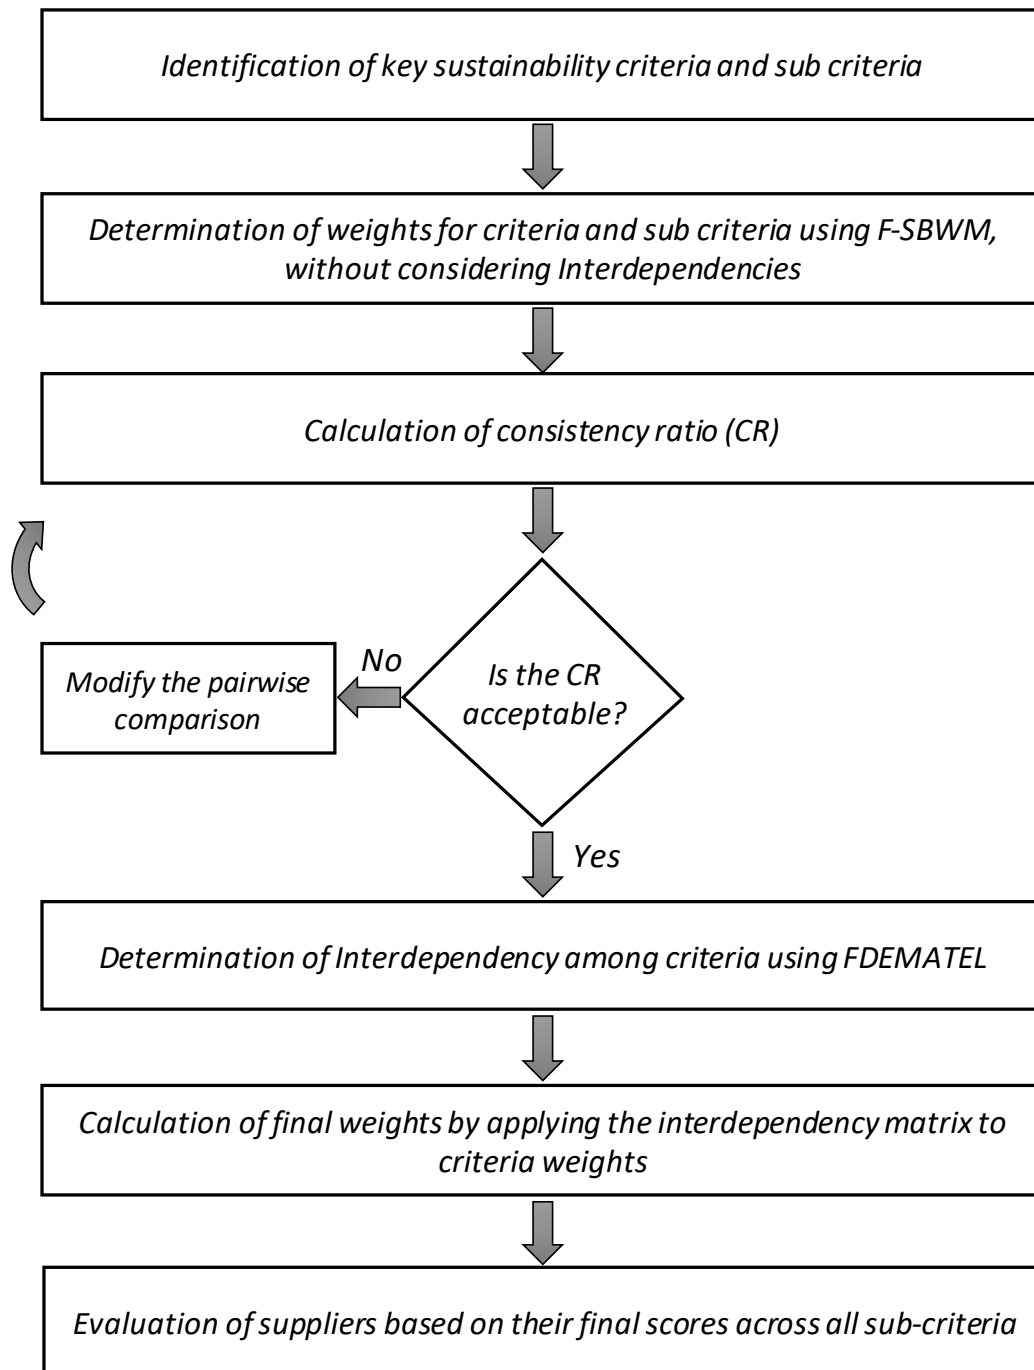 Identification of key sustainability criteria and sub criteria
Determination of weights for criteria and sub criteria using F-SBWM,
without considering Interdependencies
Calculation of consistency ratio (CR)
No
Modify the pairwise
comparison
Is the CR
acceptable?
Yes
Determination of Interdependency among criteria using FDEMATEL
Calculation of final weights by applying the interdependency matrix to
criteria weights
Evaluation of suppliers based on their final scores across all sub-criteria